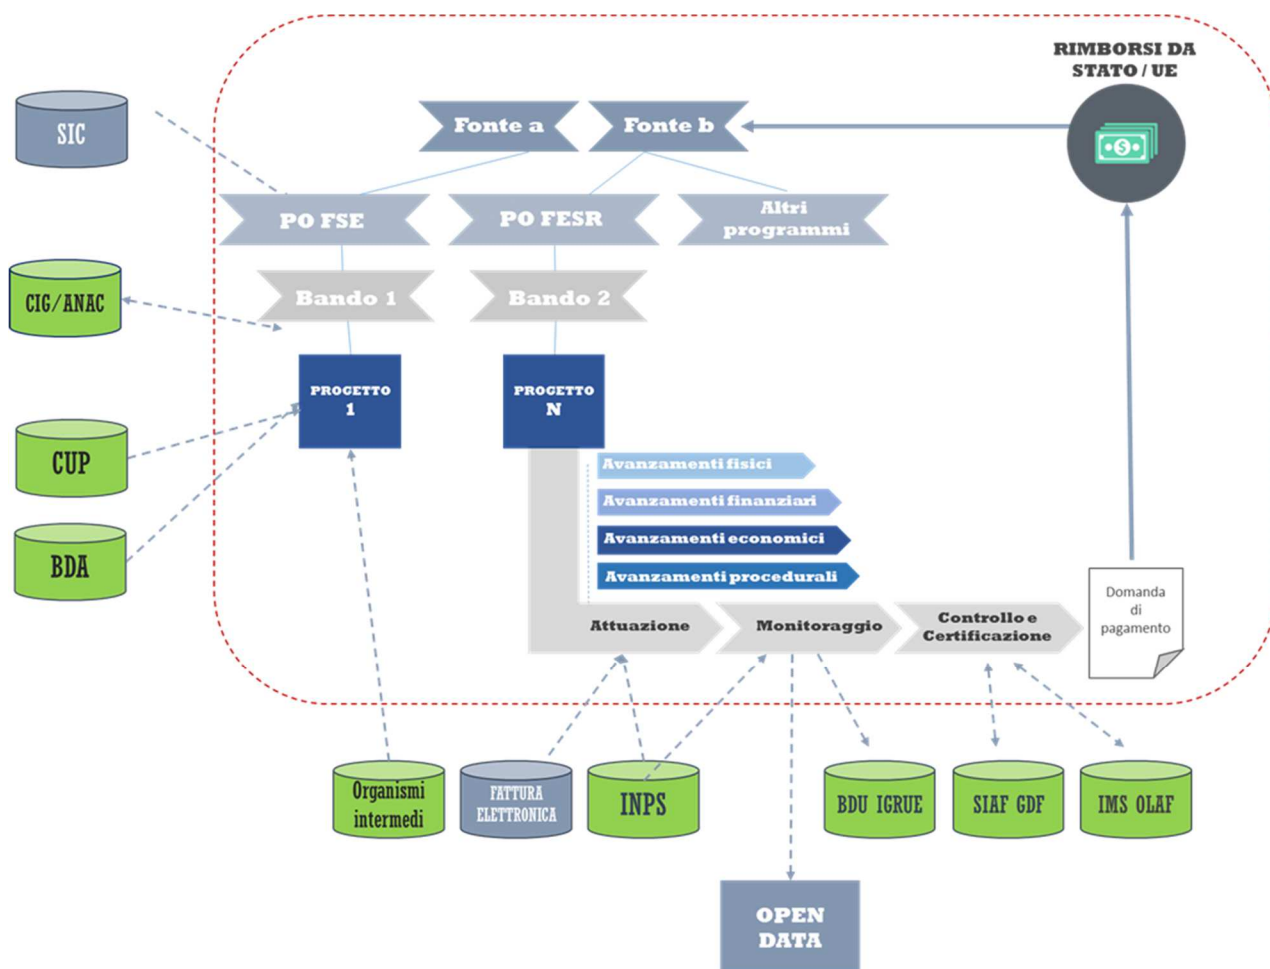 RIMBORSI DA
STATO / UE
SIC
Fonte a
Fonte b
PO FSE
PO FESR
Altri
programmi
CIG/ANAC
Bando 1
Bando 2
PROGETTO
1
PROGETTO
N
CUP
BDA
Avanzamenti fisici
Avanzamenti finanziari
Avanzamenti economici
Avanzamenti procedurali
Attuazione
Monitoraggio
Controllo e
Certificazione
Domanda
di
pagamento
Organismi
intermedi
FATTURA
ELETTRONICA
INPS
BDU IGRUE
SIAF GDF
IMS OLAF
OPEN
DATA